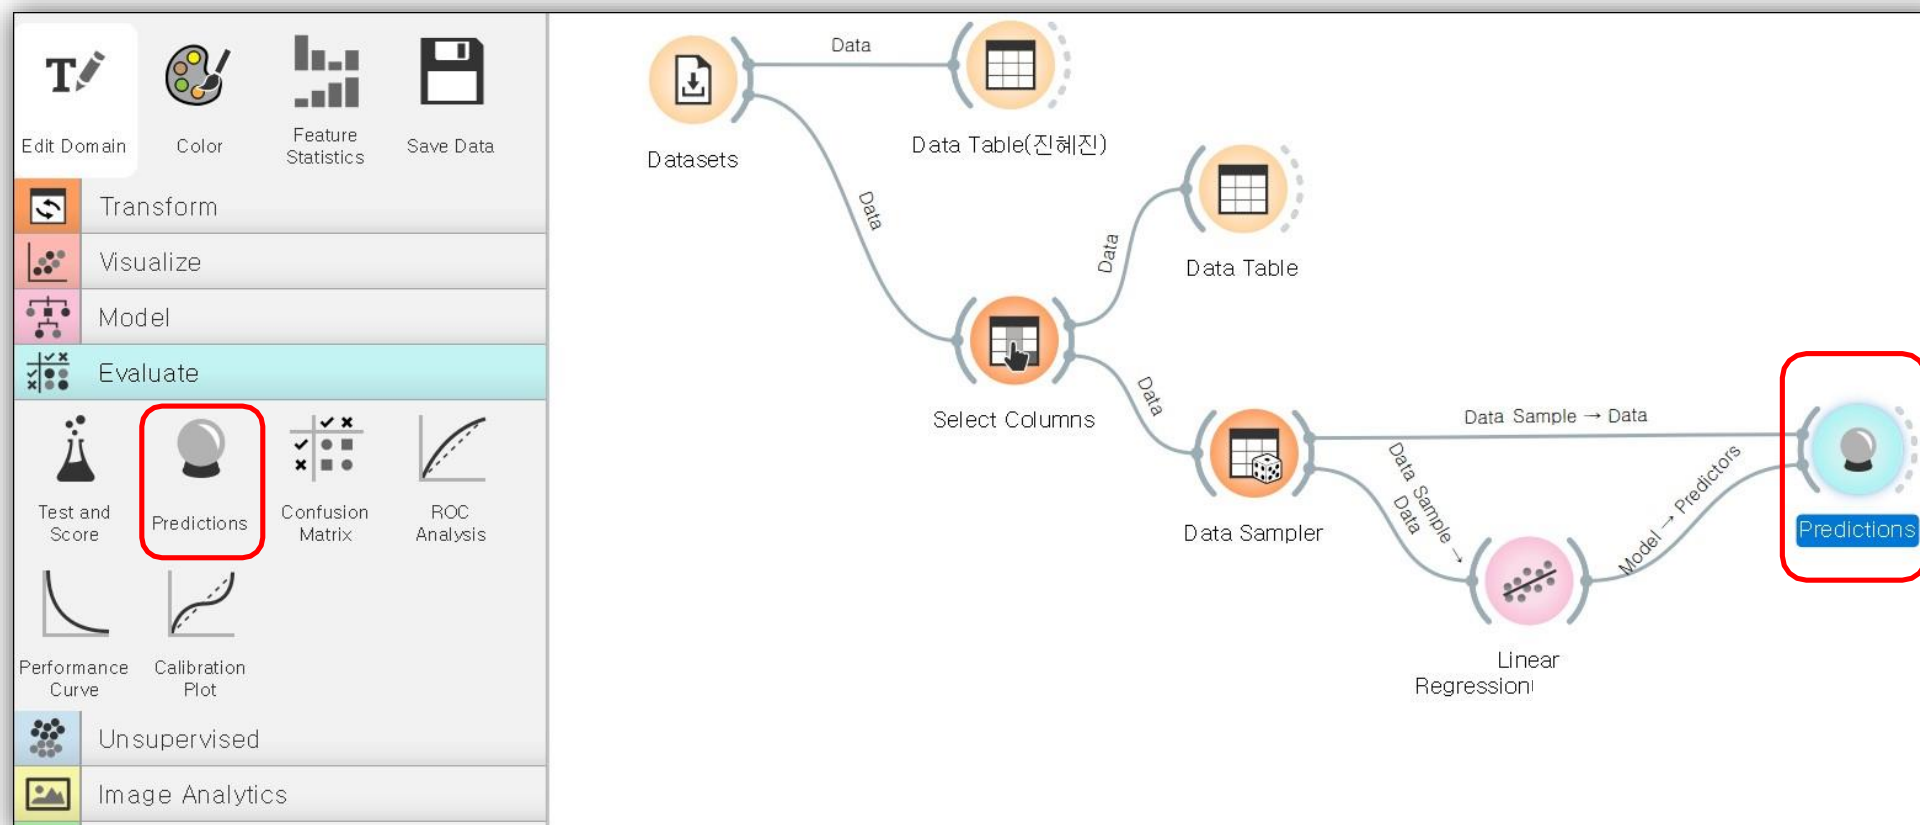 Edit Domain
Color
Feature
Statistics
Save Data
Transform
Visualize
Model
Evaluate
Test and
Score
Predictions
Confusion
Matrix
ROC
Analysis
Performance
Curve
Calibration
Plot
Unsupervised
Image Analytics
Datasets
Data
Data Table(진혜진)
Data
Data
Data Table
Select Columns
Data
Data Sampler
Data Sample → Data
Data Sample →
Data
Model → Predictors
Linear
Regression
Predictions